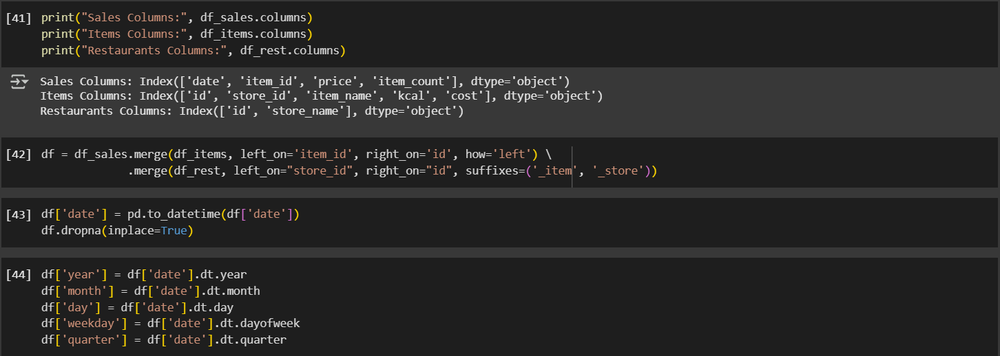 [41] print("Sales Columns:", df_sales.columns)
print("Items Columns:", df_items.columns)
print("Restaurants Columns:", df_rest.columns)
Sales Columns: Index(['date', 'item_id', 'price', 'item_count'], dtype='object')
Items Columns: Index(['id', 'store_id', 'item_name', 'kcal', 'cost'], dtype='object')
Restaurants Columns: Index(['id', 'store_name'], dtype='object')
[42] df = df_sales.merge(df_items, left_on='item_id', right_on='id', how='left') \
.merge(df_rest, left_on="store_id", right_on="id", suffixes=('_item', '_store'))
[43] df['date'] = pd.to_datetime(df['date'])
df.dropna(inplace=True)
[44] df['year'] = df['date'].dt.year
df['month'] = df['date'].dt.month
df['day'] = df['date'].dt.day
df['weekday'] = df['date'].dt.dayofweek
df['quarter'] = df['date'].dt.quarter